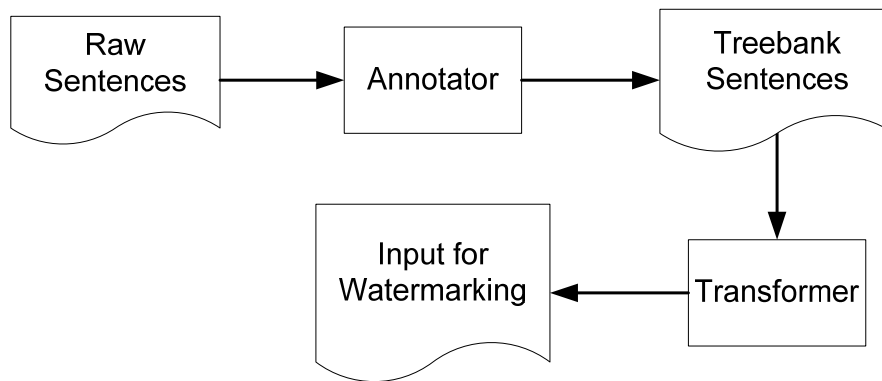 Raw
Sentences
Annotator
Treebank
Sentences
Transformer
Input for
Watermarking